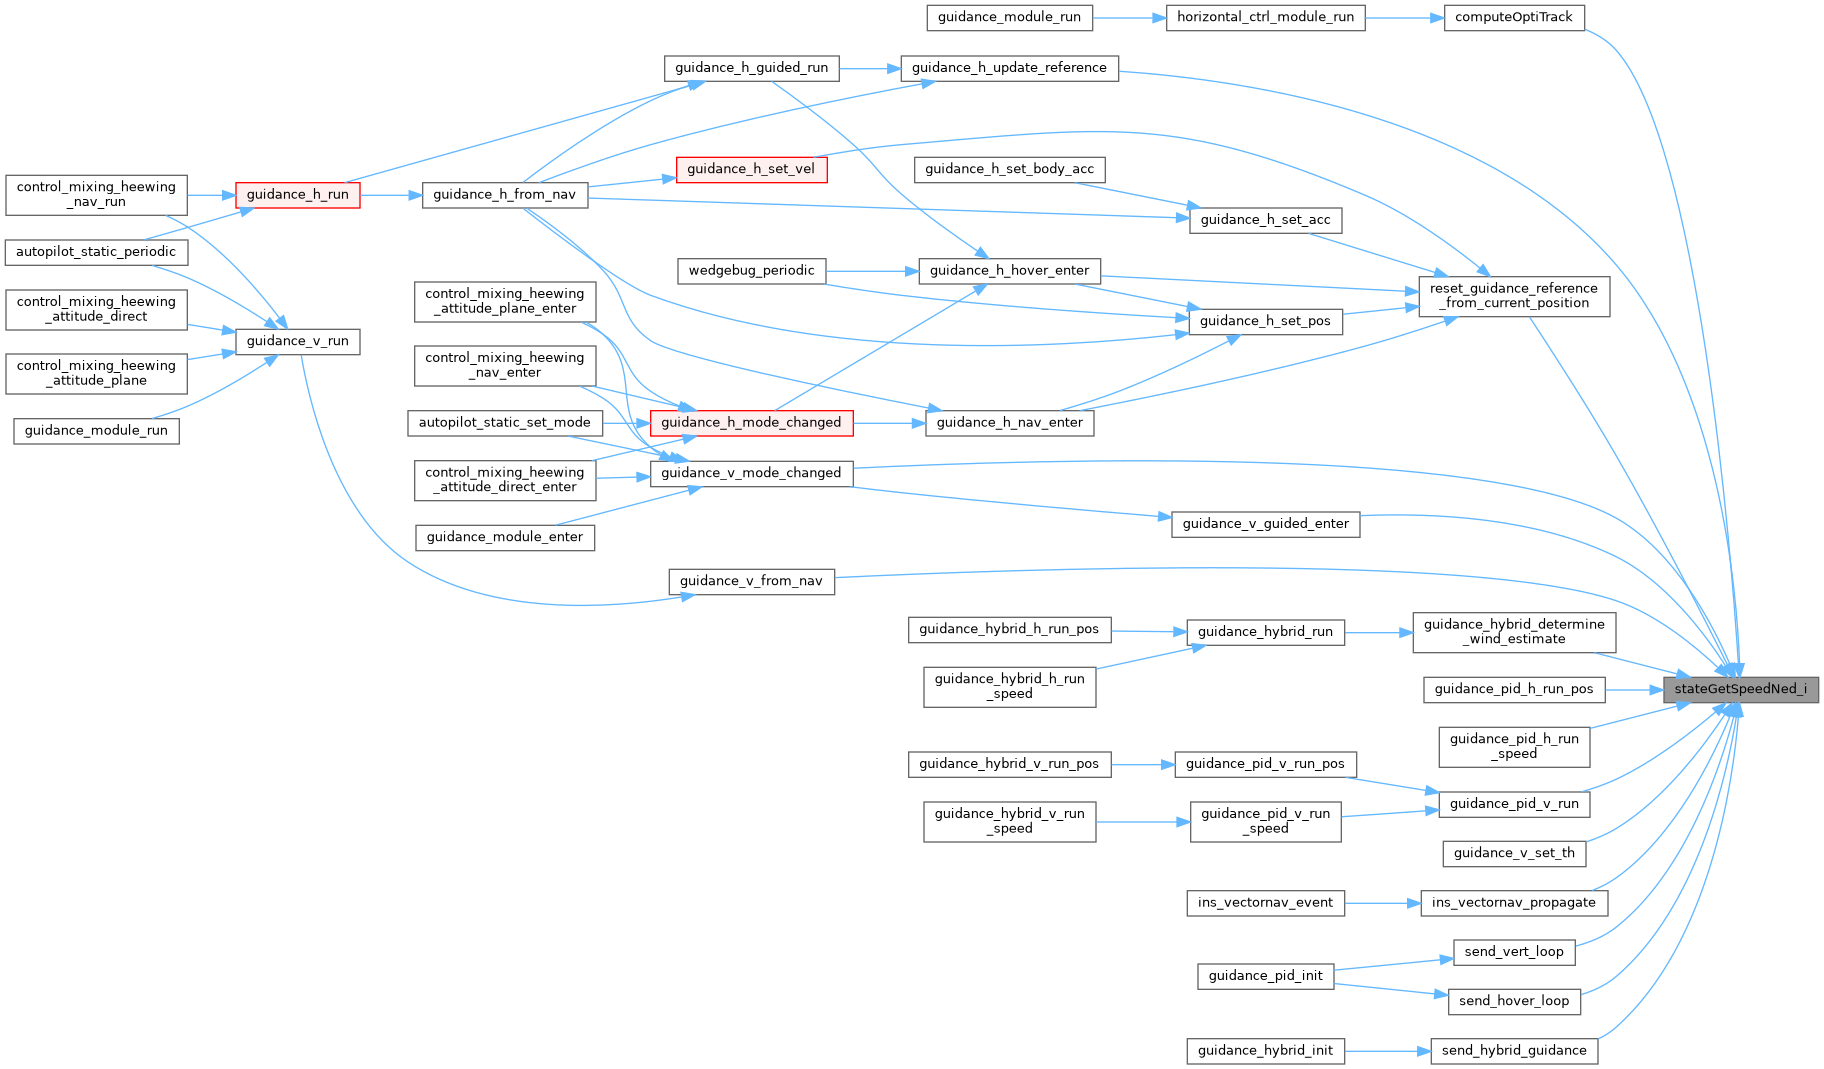 guidance_module_run
horizontal_ctrl_module_run
computeOptiTrack
guidance_h_guided_run
guidance_h_update_reference
guidance_h_set_vel
guidance_h_set_body_acc
control_mixing_heewing
_nav_run
guidance_h_run
guidance_h_from_nav
guidance_h_set_acc
autopilot_static_periodic
wedgebug_periodic
guidance_h_hover_enter
reset_guidance_reference
_from_current_position
control_mixing_heewing
_attitude_direct
control_mixing_heewing
_attitude_plane_enter
guidance_h_set_pos
guidance_v_run
control_mixing_heewing
_attitude_plane
control_mixing_heewing
_nav_enter
guidance_module_run
autopilot_static_set_mode
guidance_h_mode_changed
guidance_h_nav_enter
control_mixing_heewing
_attitude_direct_enter
guidance_v_mode_changed
guidance_v_guided_enter
guidance_module_enter
guidance_v_from_nav
guidance_hybrid_h_run_pos
guidance_hybrid_run
guidance_hybrid_determine
_wind_estimate
guidance_hybrid_h_run
_speed
guidance_pid_h_run_pos
stateGetSpeedNed_i
guidance_pid_h_run
_speed
guidance_hybrid_v_run_pos
guidance_pid_v_run_pos
guidance_pid_v_run
guidance_hybrid_v_run
_speed
guidance_pid_v_run
_speed
guidance_v_set_th
ins_vectornav_event
ins_vectornav_propagate
send_vert_loop
guidance_pid_init
send_hover_loop
guidance_hybrid_init
send_hybrid_guidance